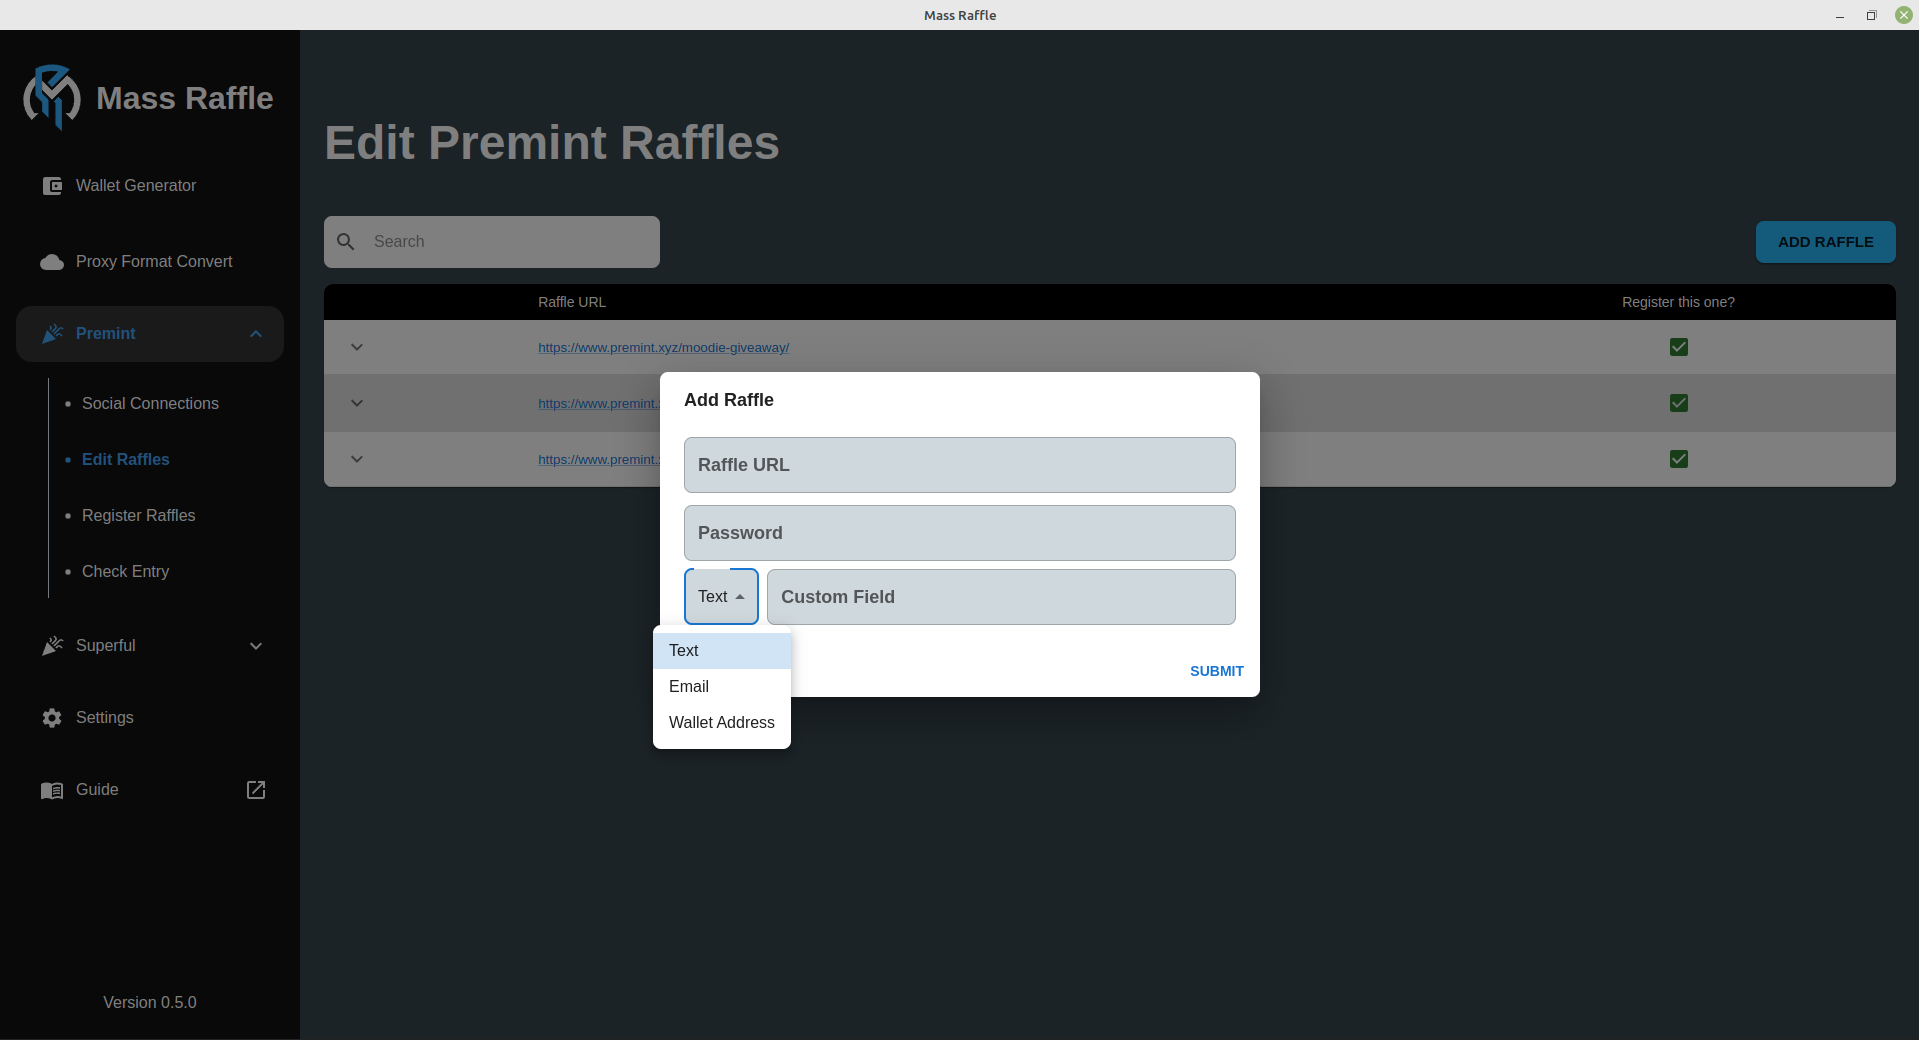 Mass Raffle
Mass Raffle
Wallet Generator
Proxy Format Convert
Premint
Social Connections
Edit Raffles
Register Raffles
Check Entry
Superful
Settings
Guide
Version 0.5.0
Edit Premint Raffles
Search
ADD RAFFLE
Raffle URL Register this one?
https://www.premint.xyz/moodie-giveaway/
https://www.premint.
https://www.premint.
Add Raffle
Raffle URL
Password
Text Custom Field
Text
Email
Wallet Address
SUBMIT